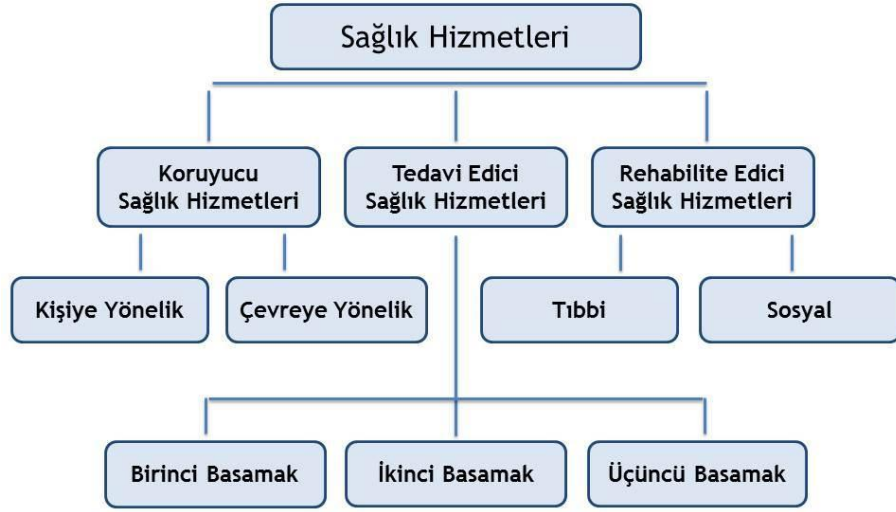 Sağlık Hizmetleri
Koruyucu
Sağlık Hizmetleri
Tedavi Edici
Sağlık Hizmetleri
Rehabilite Edici
Sağlık Hizmetleri
Kişiye Yönelik
Çevreye Yönelik
Tıbbi
Sosyal
Birinci Basamak
İkinci Basamak
Üçüncü Basamak